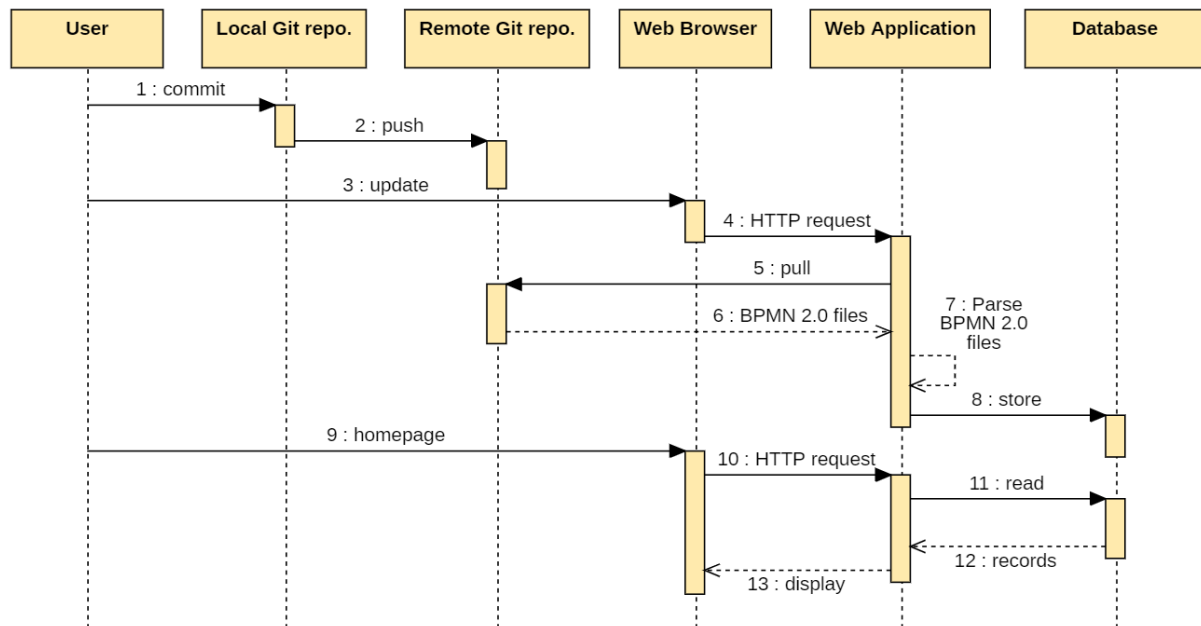 User
Local Git repo.
Remote Git repo.
Web Browser
Web Application
Database
1 : commit
2 : push
3 : update
4 : HTTP request
5 : pull
6 : BPMN 2.0 files
7 : Parse
BPMN 2.0
files
8 : store
9 : homepage
10 : HTTP request
11 : read
12 : records
13 : display